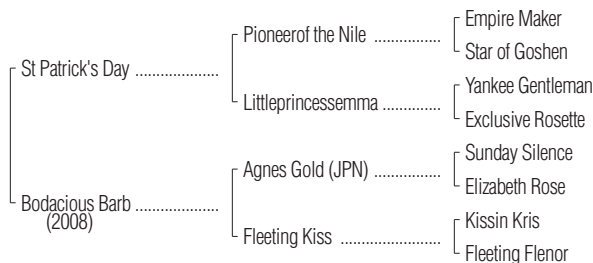 Empire Maker
Pioneerof the Nile ................
Star of Goshen
St Patrick's Day .....................
Yankee Gentleman
Littleprincessemma ...............
Exclusive Rosette
Sunday Silence
Agnes Gold (JPN) .................
Elizabeth Rose
Bodacious Barb .....................
(2008)
Kissin Kris
Fleeting Kiss .........................
Fleeting Flenor